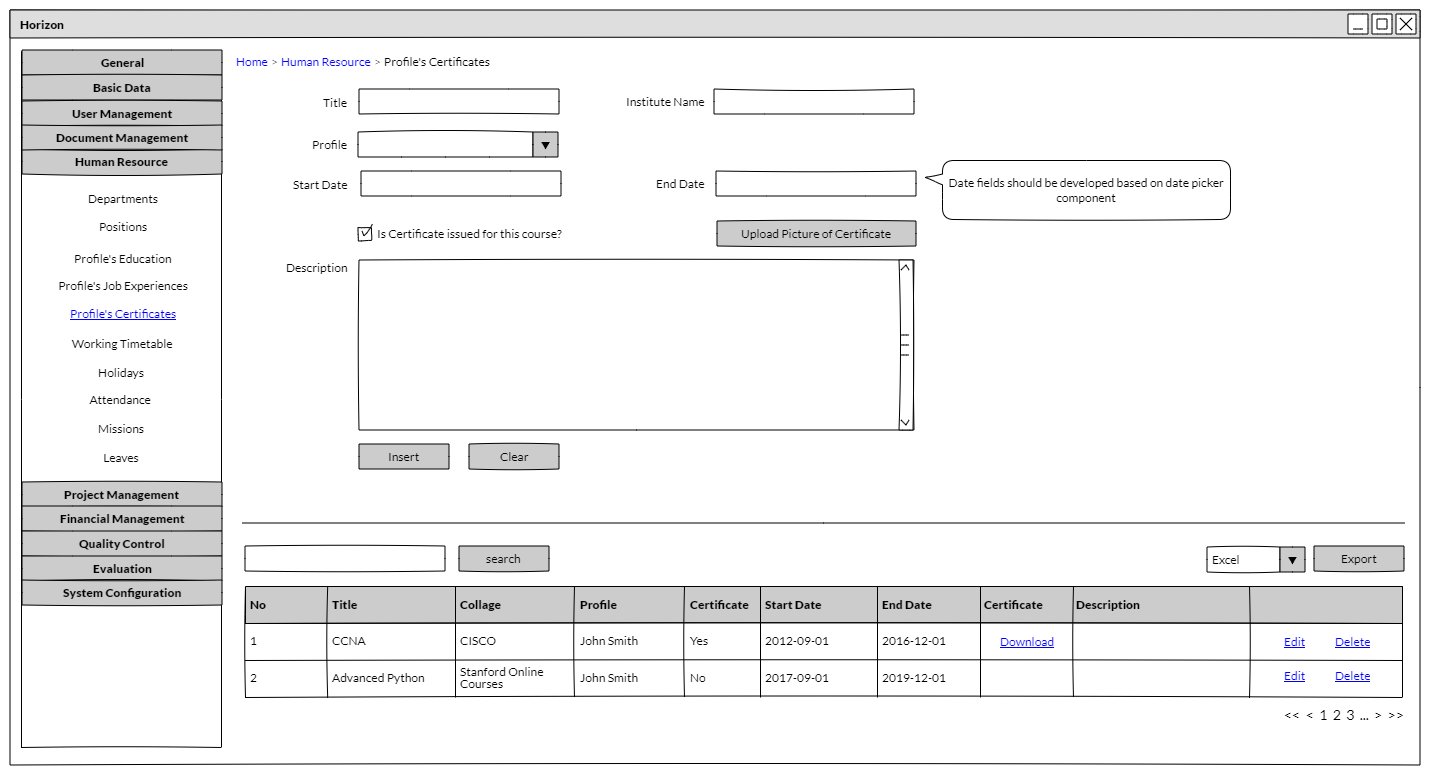 Horizon
General
Basic Data
User Management
Document Management
Human Resource
Departments
Positions
Profile's Education
Profile's Job Experiences
Profile's Certificates
Working Timetable
Holidays
Attendance
Missions
Leaves
Project Management
Financial Management
Quality Control
Evaluation
System Configuration
Home > Human Resource > Profile's Certificates
Title
Institute Name
Profile
Start Date
End Date
Date fields should be developed based on date picker
component
Is Certificate issued for this course?
Upload Picture of Certificate
Description
Insert
Clear
search
Excel
Export
No Title Collage Profile Certificate Start Date End Date Certificate Description
1 CCNA CISCO John Smith Yes 2012-09-01 2016-12-01 Download Edit Delete
2 Advanced Python Stanford Online
Courses John Smith No 2017-09-01 2019-12-01 Edit Delete
<< < 1 2 3 ... > >>